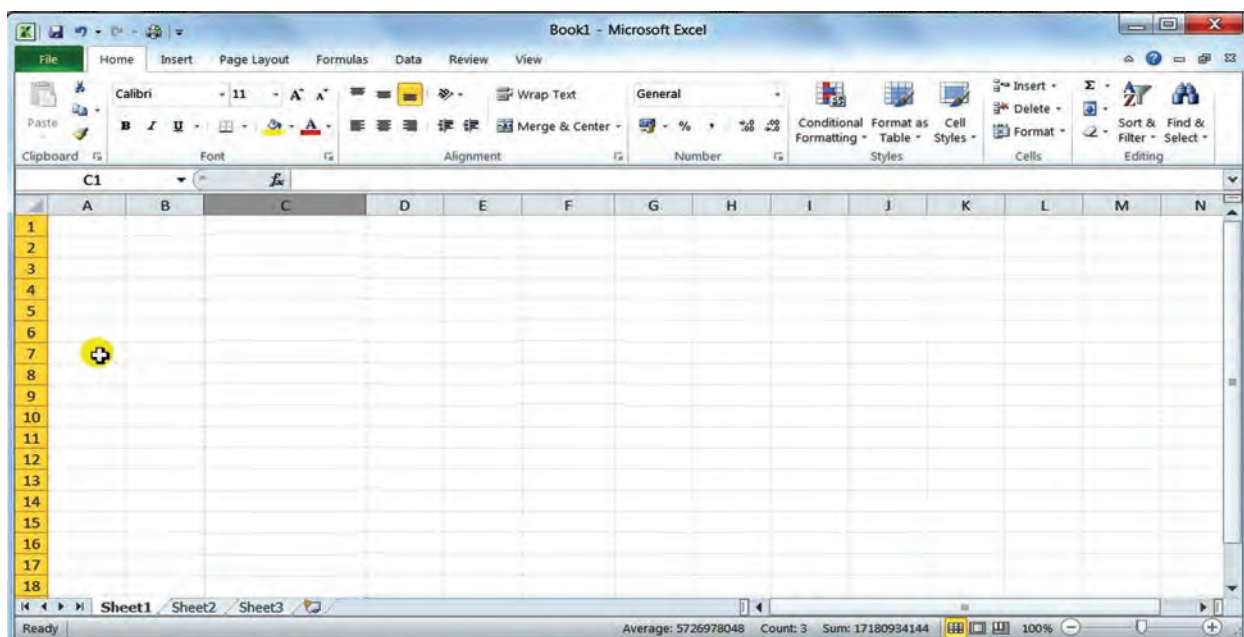 Book1 - Microsoft Excel
File Home Insert Page Layout Formulas Data Review View
Calibri 11 A A Wrap Text General Insert Σ
Paste Delete
B I U A Merge & Center % , .00 .00 Conditional Formatting Format as Table Cell Styles Format Sort & Filter Find & Select
Clipboard Font Alignment Number Styles Cells Editing
C1 fx
A B C D E F G H I J K L M N
1
2
3
4
5
6
7
8
9
10
11
12
13
14
15
16
17
18
Sheet1 Sheet2 Sheet3
Ready Average: 5726978048 Count: 3 Sum: 17180934144 100%